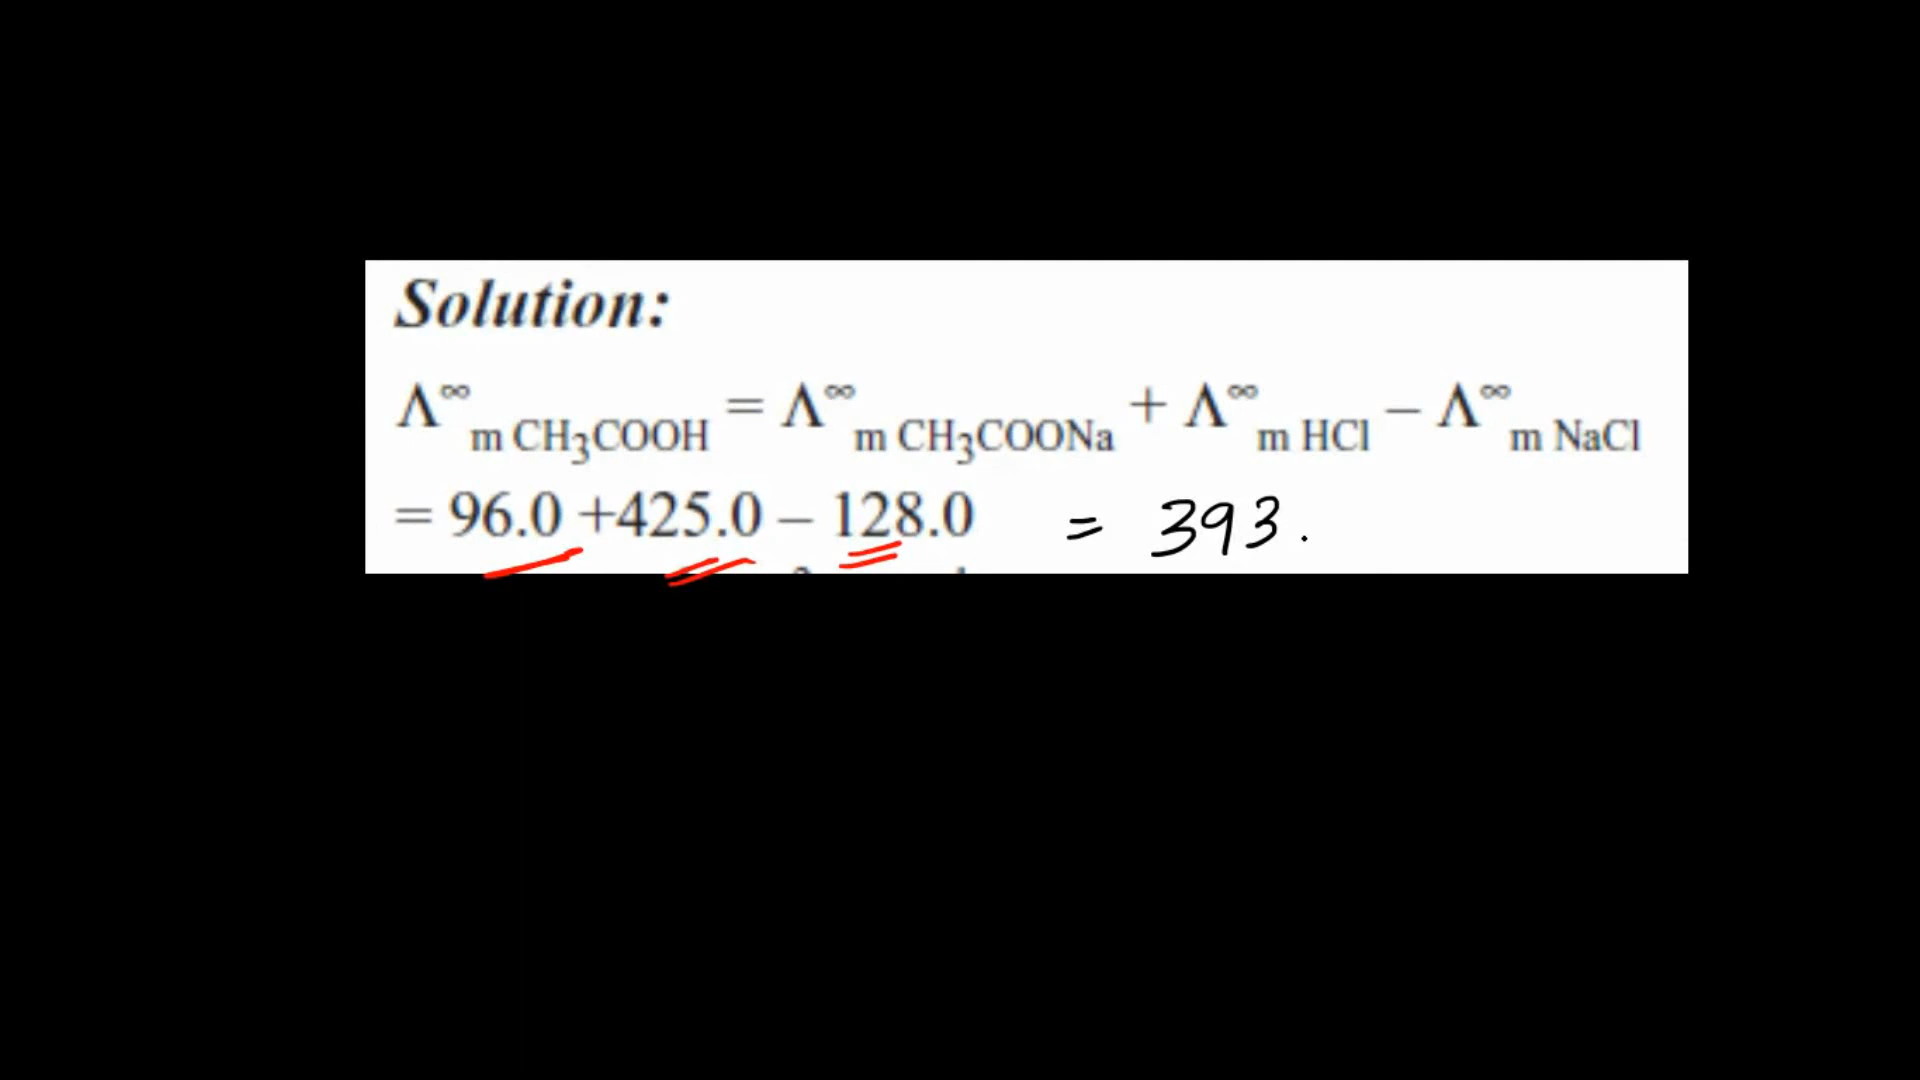 Solution:
Λ∞ m CH3COOH = Λ∞ m CH3COONa + Λ∞ m HCl – Λ∞ m NaCl
= 96.0 +425.0 – 128.0 = 393.